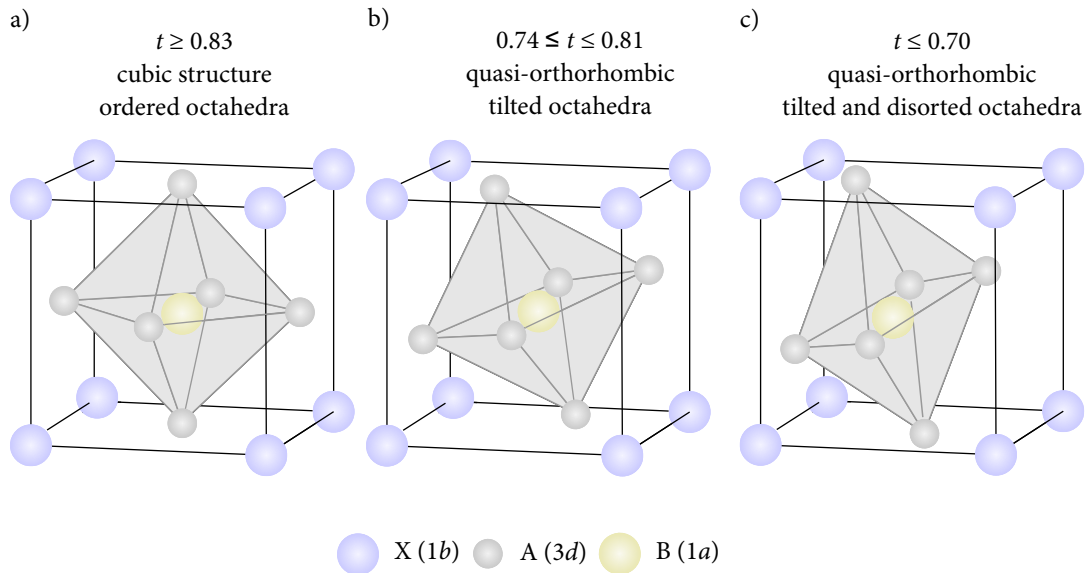 a)
t ≥ 0.83
cubic structure
ordered octahedra
b)
0.74 ≤ t ≤ 0.81
quasi-orthorhombic
tilted octahedra
c)
t ≤ 0.70
quasi-orthorhombic
tilted and disorted octahedra
X (1b) A (3d) B (1a)